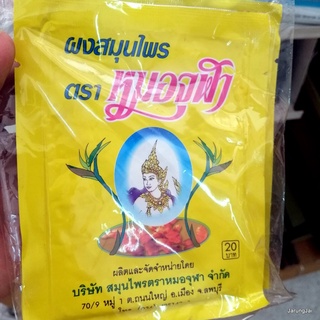 ผงสมุนไพร
ตรา หมอจุฬา
20
บาท
ผลิตและจัดจำหน่ายโดย
บริษัท สมุนไพรตราหมอจุฬา จำกัด
70/9 หมู่ 1 ต.ถนนใหญ่ อ.เมือง จ.ลพบุรี
JarungJai